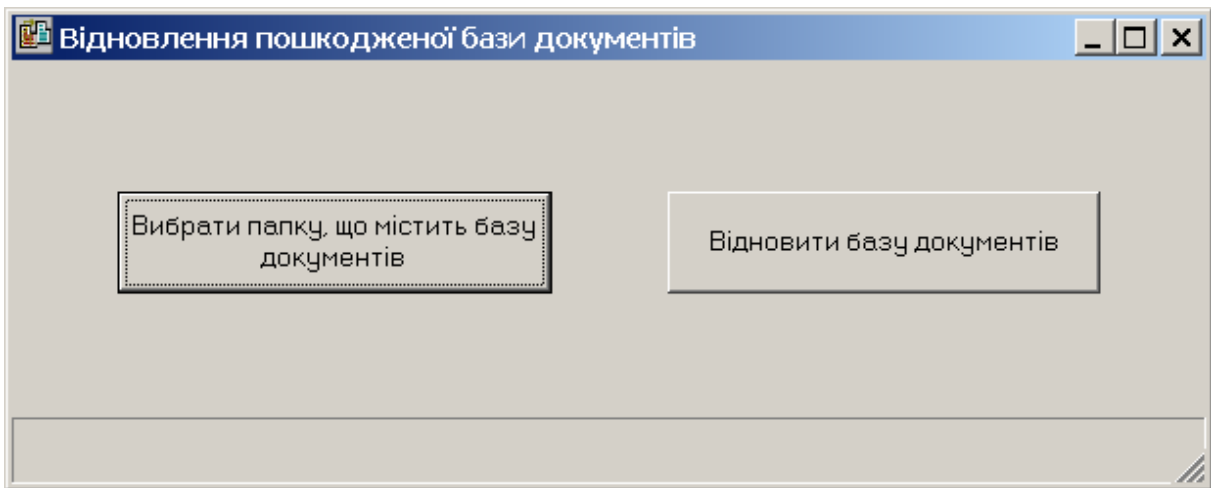 Відновлення пошкодженої бази документів
Вибрати папку, що містить базу
документів
Відновити базу документів